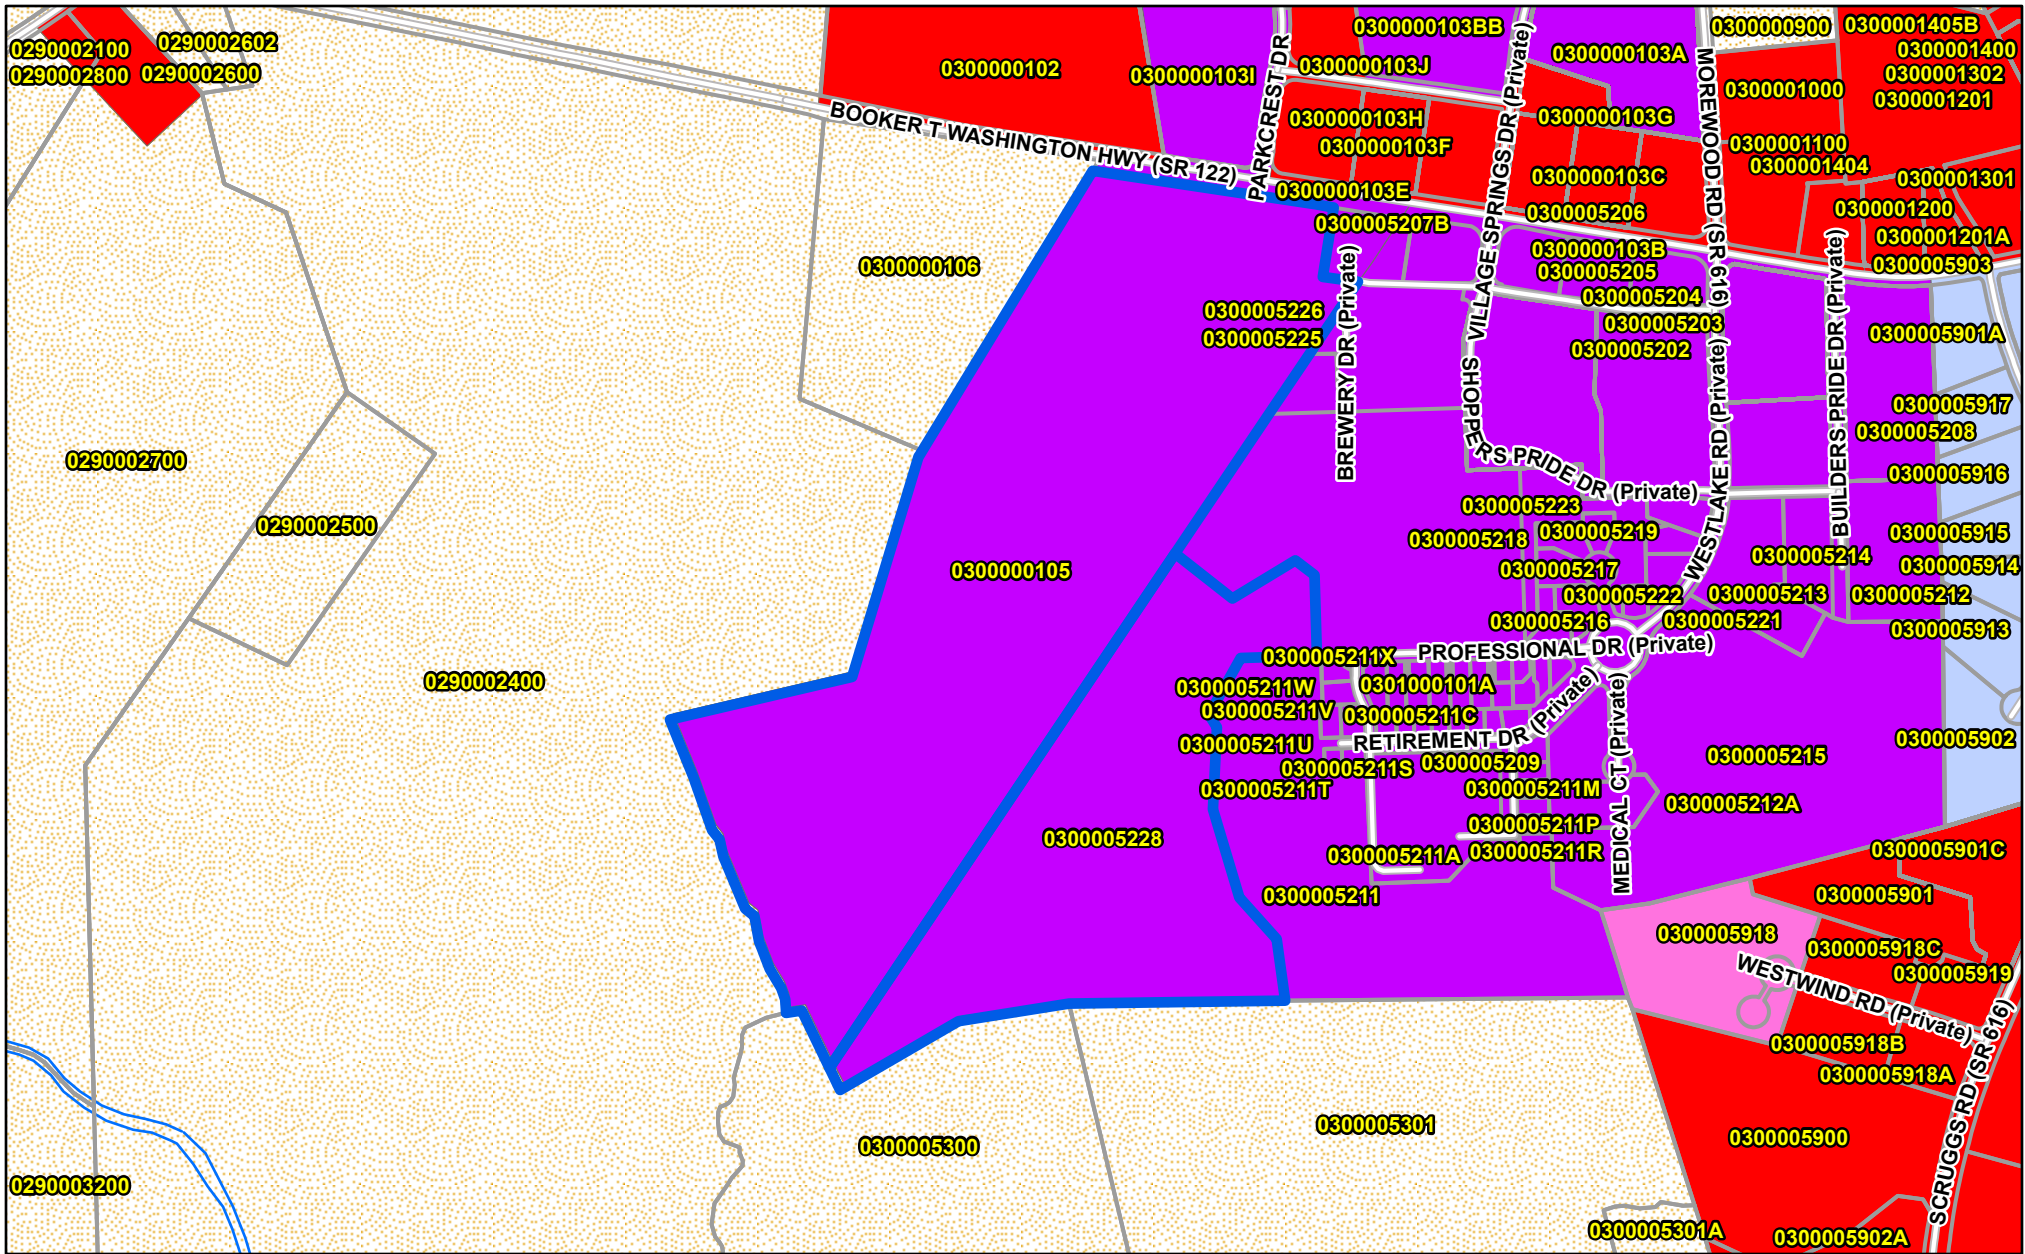 0290002100
0290002800
0290002602
0290002600
0300000102
0300000103I
0300000103BB
0300000103J
0300000103A
0300000900
0300001405B
0300001400
0300001302
0300001201
0300001000
0300000103H
0300000103F
0300000103G
0300001100
0300001404
0300000103C
0300001301
0300000103E
0300005206
0300001200
0300005207B
0300000103B
0300001201A
0300005903
0300005205
0300005204
0300005203
0300005202
0300005901A
0300000106
0300005226
0300005225
BOOKER T WASHINGTON HWY (SR 122)
PARKCREST DR
VILLAGE SPRINGS DR (Private)
MOREWOOD RD (SR 616)
BREWERY DR (Private)
SHOPPERS PRIDE DR (Private)
WESTLAKE RD (Private)
BUILDERS PRIDE DR (Private)
0300005917
0300005208
0300005916
0290002700
0290002500
0300005223
0300005218
0300005219
0300005915
0300005214
0300005914
0300000105
0300005217
0300005222
0300005213
0300005212
0300005216
0300005221
0300005913
PROFESSIONAL DR (Private)
0300005211X
0290002400
0300005211W
0301000101A
0300005211V
0300005211C
0300005211U
RETIREMENT DR (Private)
MEDICAL CT (Private)
0300005902
0300005215
0300005211S
0300005209
0300005211T
0300005211M
0300005212A
0300005211P
0300005228
0300005211A
0300005211R
0300005901C
0300005211
0300005901
0300005918
0300005918C
0300005919
WESTWIND RD (Private)
0300005918B
0300005918A
SCRUGGS RD (SR 616)
0300005301
0300005900
0300005300
0290003200
0300005301A
0300005902A